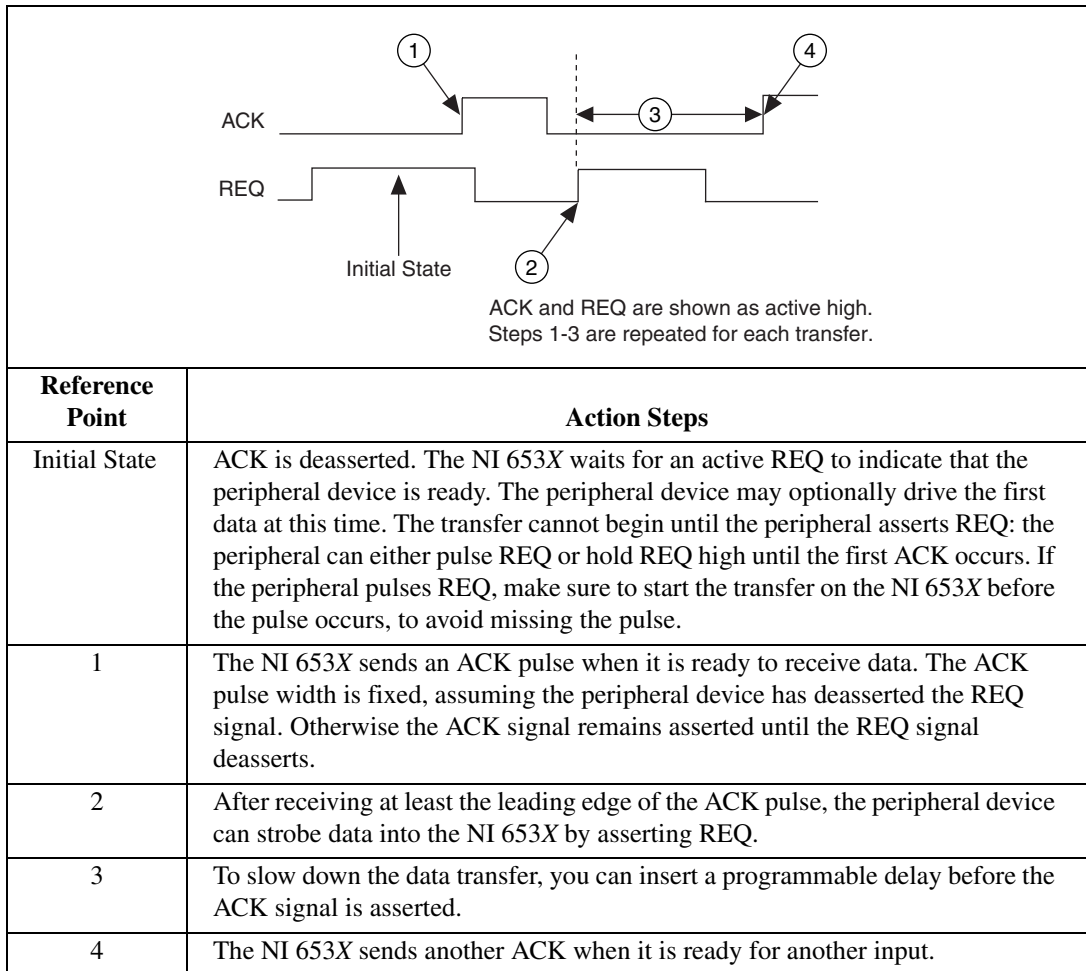 1
4
ACK
3
REQ
Initial State
2
ACK and REQ are shown as active high.
Steps 1-3 are repeated for each transfer.
Reference
Point
Action Steps
Initial State
ACK is deasserted. The NI 653X waits for an active REQ to indicate that the
peripheral device is ready. The peripheral device may optionally drive the first
data at this time. The transfer cannot begin until the peripheral asserts REQ: the
peripheral can either pulse REQ or hold REQ high until the first ACK occurs. If
the peripheral pulses REQ, make sure to start the transfer on the NI 653X before
the pulse occurs, to avoid missing the pulse.
1
The NI 653X sends an ACK pulse when it is ready to receive data. The ACK
pulse width is fixed, assuming the peripheral device has deasserted the REQ
signal. Otherwise the ACK signal remains asserted until the REQ signal
deasserts.
2
After receiving at least the leading edge of the ACK pulse, the peripheral device
can strobe data into the NI 653X by asserting REQ.
3
To slow down the data transfer, you can insert a programmable delay before the
ACK signal is asserted.
4
The NI 653X sends another ACK when it is ready for another input.